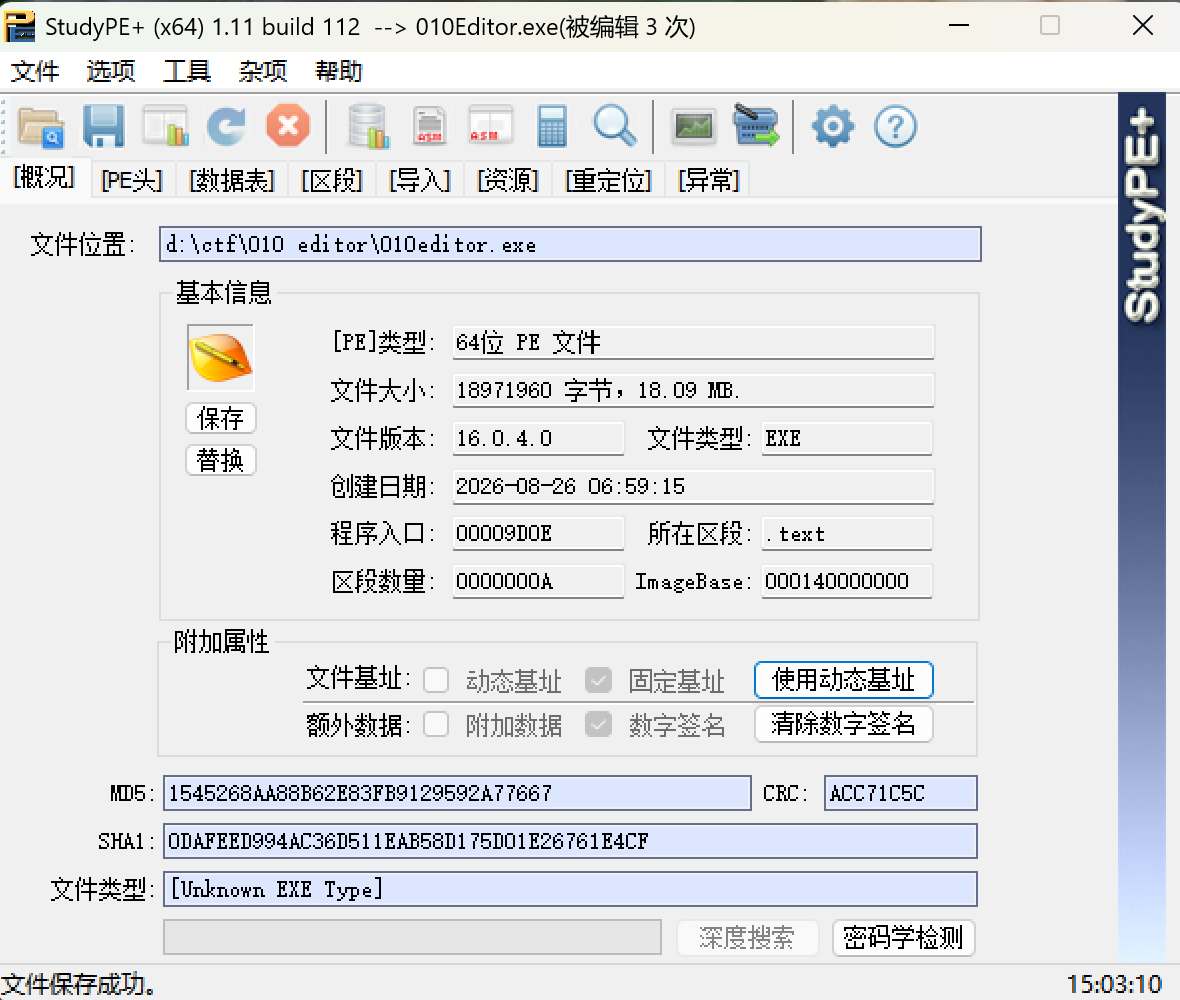 StudyPE+ (x64) 1.11 build 112 --> 010Editor.exe(被编辑 3 次)
文件 选项 工具 杂项 帮助
ASM ASM
[概况] [PE头] [数据表] [区段] [导入] [资源] [重定位] [异常]
StudyPE+
文件位置: d:\ctf\010 editor\010editor.exe
基本信息
[PE]类型: 64位 PE 文件
文件大小: 18971960 字节，18.09 MB.
保存
文件版本: 16.0.4.0 文件类型: EXE
替换
创建日期: 2026-08-26 06:59:15
程序入口: 00009D0E 所在区段: .text
区段数量: 0000000A ImageBase: 000140000000
附加属性
文件基址: 动态基址 固定基址 使用动态基址
额外数据: 附加数据 数字签名 清除数字签名
MD5: 1545268AA88B62E83FB9129592A77667 CRC: ACC71C5C
SHA1: 0DAFEED994AC36D511EAB58D175D01E26761E4CF
文件类型: [Unknown EXE Type]
深度搜索 密码学检测
文件保存成功。 15:03:10